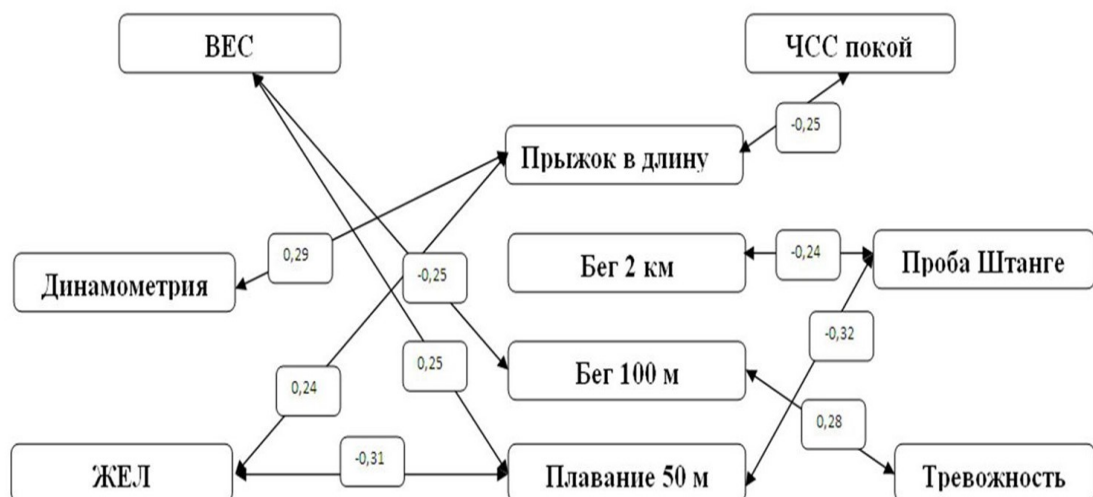 ВЕС
ЧСС покой
-0,25
Прыжок в длину
0,29
Бег 2 км
-0,24
Проба Штанге
Динамометрия
-0,25
-0,32
0,25
Бег 100 м
0,24
0,28
ЖЕЛ
-0,31
Плавание 50 м
Тревожность